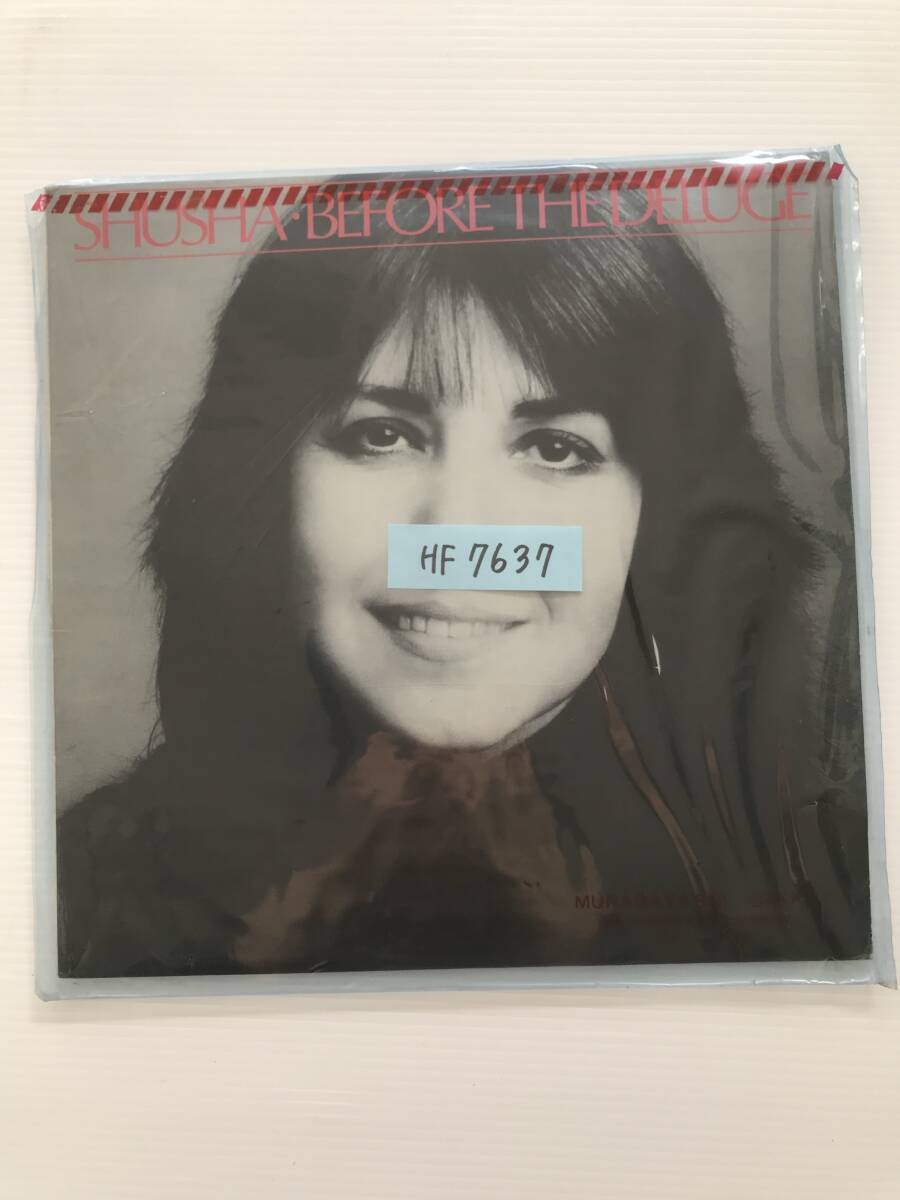 SHUSHA·BEFORE THE DELUGE
HF 7637